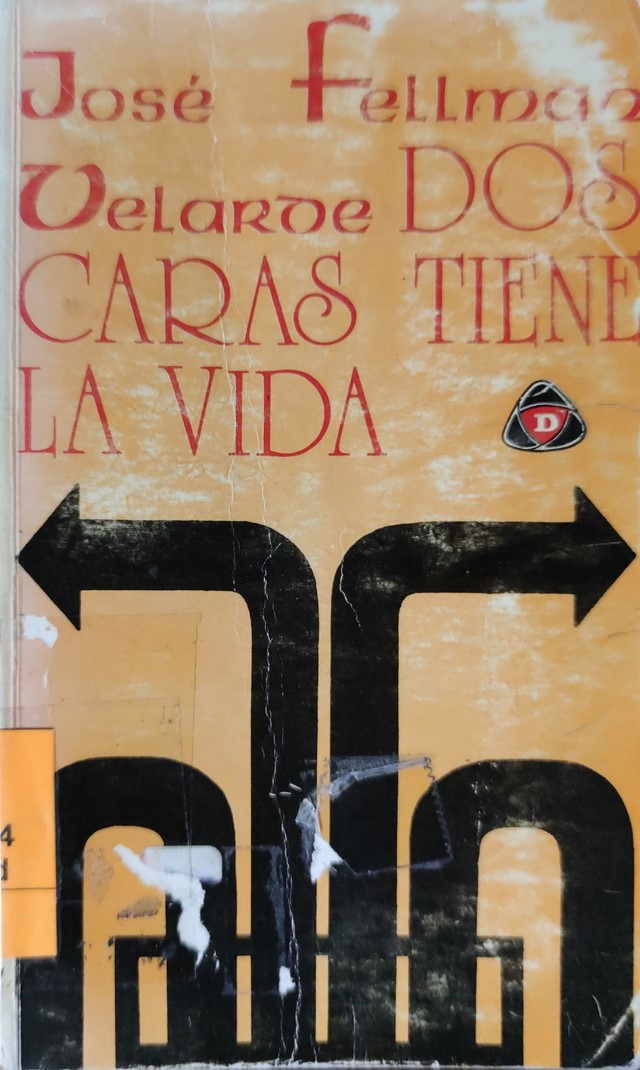 José Fellman
Velarde DOS
CARAS TIENE
LA VIDA
D
4
d